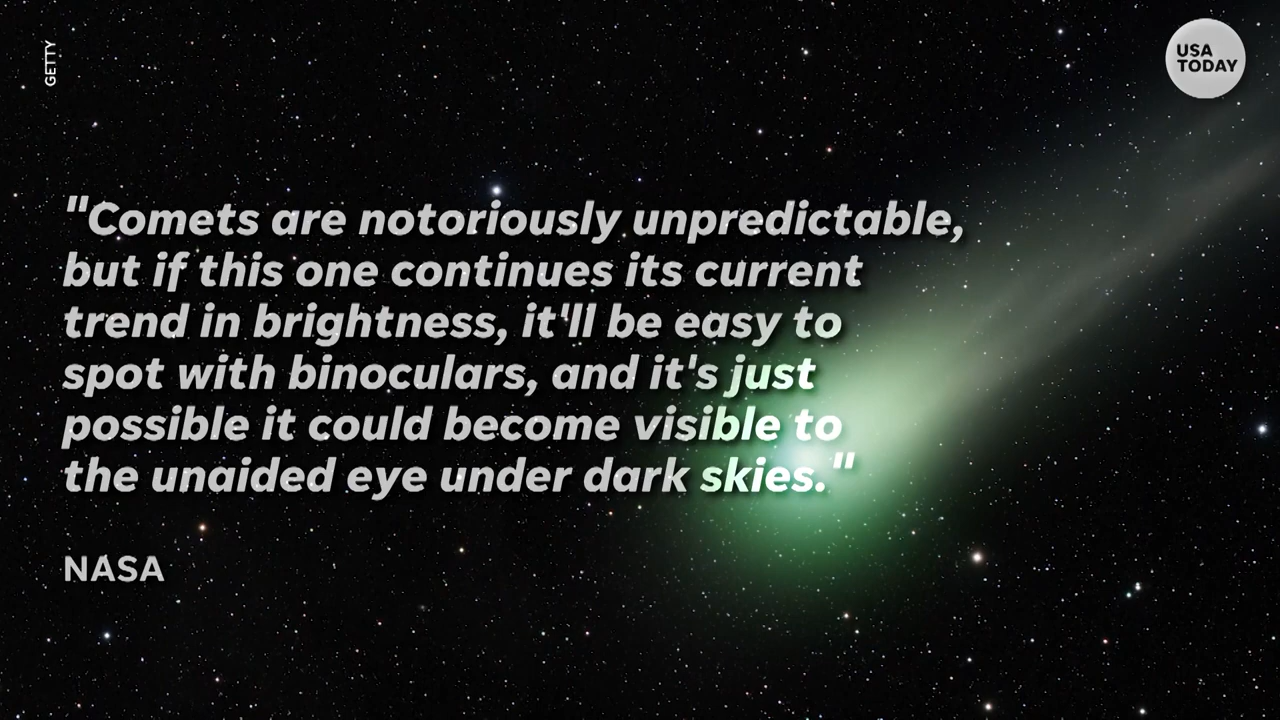 GETTY
USA
TODAY
"Comets are notoriously unpredictable,
but if this one continues its current
trend in brightness, it'll be easy to
spot with binoculars, and it's just
possible it could become visible to
the unaided eye under dark skies."
NASA